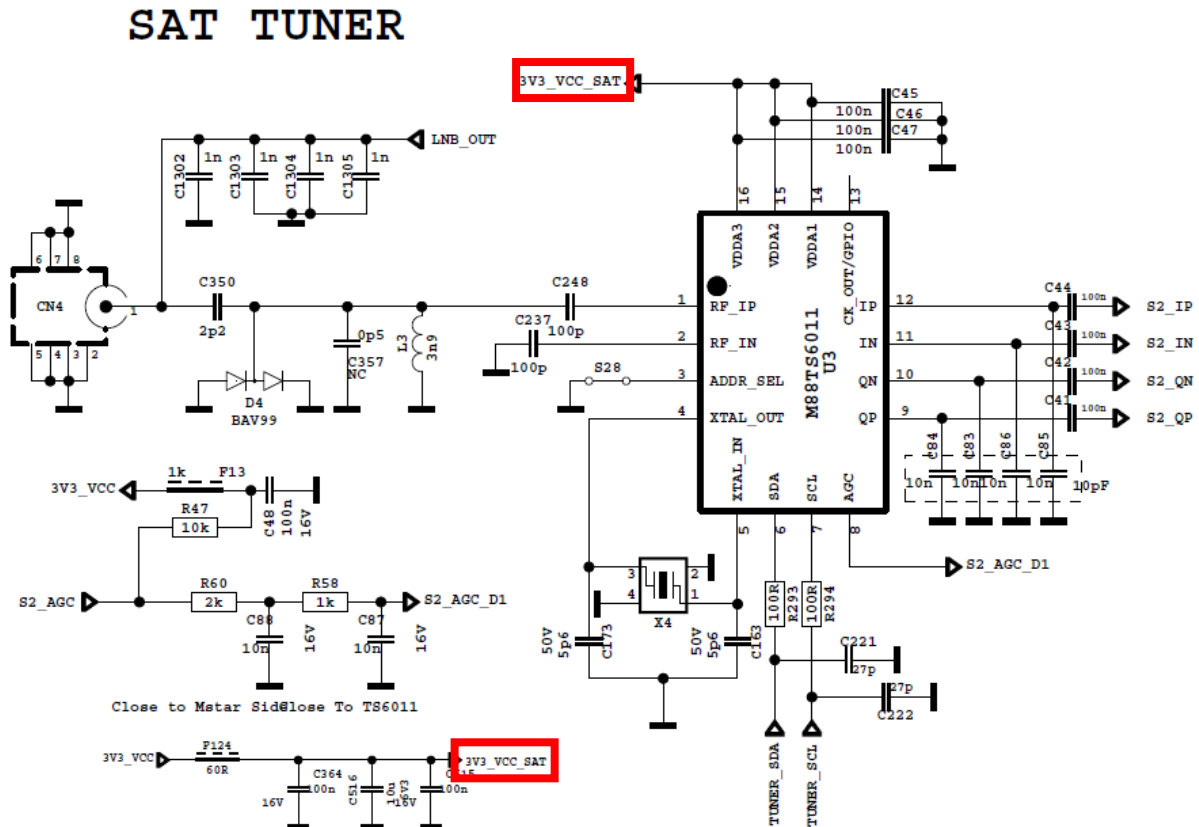 SAT TUNER
3V3_VCC_SAT
C45
100n
C46
100n
C47
100n
LNB_OUT
C1302
1n
C1303
1n
C1304
1n
C1305
1n
16
15
14
13
VDDA3
VDDA2
VDDA1
CK_OUT/GPIO
6
7
8
CN4
1
5
4
3
2
C350
2p2
D4
BAV99
0p5
C357
NC
L3
3n9
C248
100p
C237
100p
S28
1
RF_IP
2
RF_IN
3
ADDR_SEL
4
XTAL_OUT
M88TS6011
U3
IP
12
IN
11
QN
10
QP
9
XTAL_IN
SDA
SCL
AGC
5
6
7
8
C44
100n
S2_IP
C43
100n
S2_IN
C42
100n
S2_QN
C41
100n
S2_QP
C84
C83
C86
C85
10n
10n
10n
10n
10pF
3V3_VCC
1k
F13
R47
10k
C48
100n
16V
S2_AGC
R60
2k
R58
1k
S2_AGC_D1
C88
10n
16V
C87
10n
16V
Close to Mstar Side
Close To TS6011
3
2
4
1
X4
50V
5p6
C173
50V
5p6
C163
100R
R293
100R
R294
S2_AGC_D1
C221
27p
27p
C222
TUNER_SDA
TUNER_SCL
3V3_VCC
F124
60R
C364
100n
16V
C516
10u
6V3
16V
100n
3V3_VCC_SAT